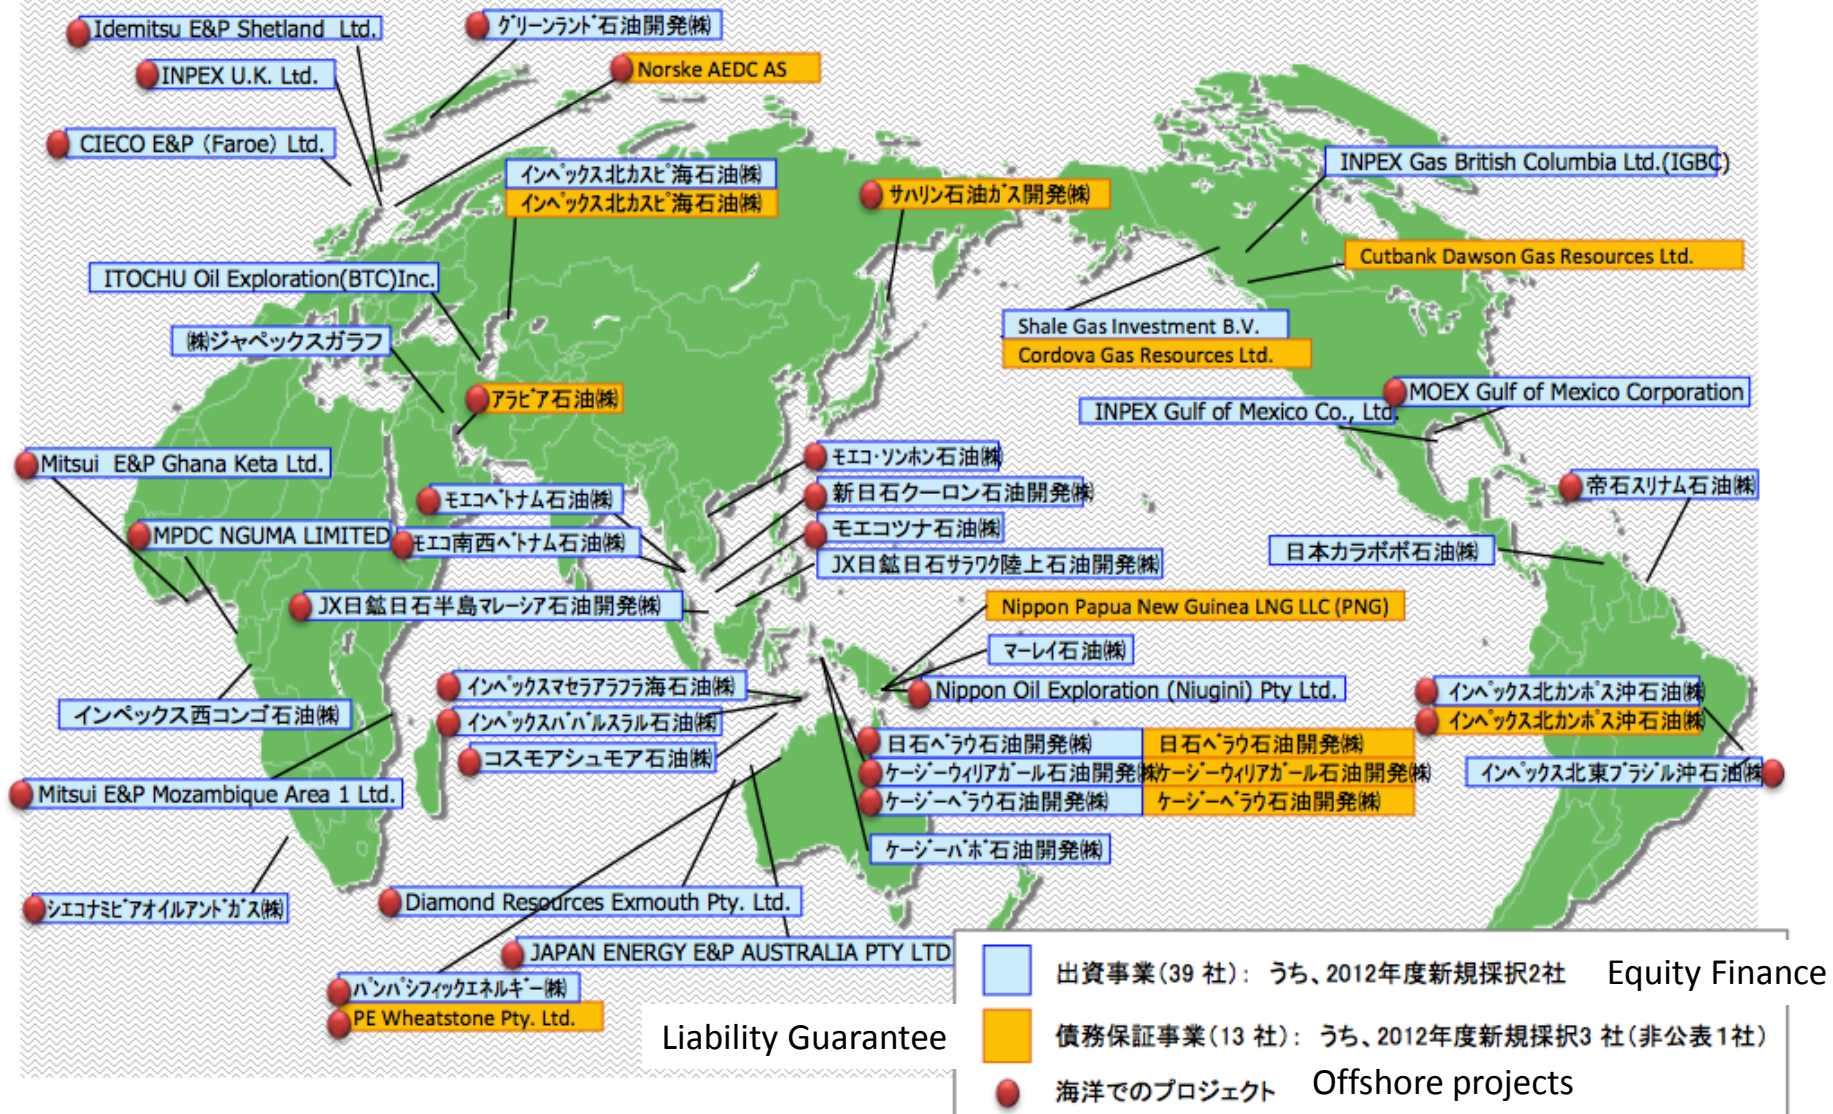 Idemitsu E&P Shetland Ltd.
グリーンランド石油開発㈱
INPEX U.K. Ltd.
Norske AEDC AS
CIECO E&P (Faroe) Ltd.
インペックス北カスピ海石油㈱
インペックス北カスピ海石油㈱
サハリン石油ガス開発㈱
INPEX Gas British Columbia Ltd.(IGBC)
Cutbank Dawson Gas Resources Ltd.
ITOCHU Oil Exploration(BTC)Inc.
㈱ジャペックスガラフ
Shale Gas Investment B.V.
Cordova Gas Resources Ltd.
アラビア石油㈱
MOEX Gulf of Mexico Corporation
INPEX Gulf of Mexico Co., Ltd.
Mitsui E&P Ghana Keta Ltd.
モエコ・ソンホン石油㈱
モエコベトナム石油㈱
新日石クーロン石油開発㈱
帝石スリナム石油㈱
MPDC NGUMA LIMITED
モエコ南西ベトナム石油㈱
モエコツナ石油㈱
日本カラボボ石油㈱
JX日鉱日石サラワク陸上石油開発㈱
JX日鉱日石半島マレーシア石油開発㈱
Nippon Papua New Guinea LNG LLC (PNG)
マーレイ石油㈱
インペックスマセラアラフラ海石油㈱
Nippon Oil Exploration (Niugini) Pty Ltd.
インペックス北カンポス沖石油㈱
インペックス西コンゴ石油㈱
インペックスババルスラル石油㈱
インペックス北カンポス沖石油㈱
コスモアシュモア石油㈱
日石ベラウ石油開発㈱
日石ベラウ石油開発㈱
ケージーウィリアガール石油開発㈱
ケージーウィリアガール石油開発㈱
インペックス北東ブラジル沖石油㈱
Mitsui E&P Mozambique Area 1 Ltd.
ケージーベラウ石油開発㈱
ケージーベラウ石油開発㈱
ケージーバボ石油開発㈱
シエコナミビアオイルアンドガス㈱
Diamond Resources Exmouth Pty. Ltd.
JAPAN ENERGY E&P AUSTRALIA PTY LTD
パンパシフィックエネルギー㈱
PE Wheatstone Pty. Ltd.
出資事業(39 社): うち、2012年度新規採択2社 Equity Finance
Liability Guarantee 債務保証事業(13 社): うち、2012年度新規採択3 社(非公表1社)
海洋でのプロジェクト Offshore projects